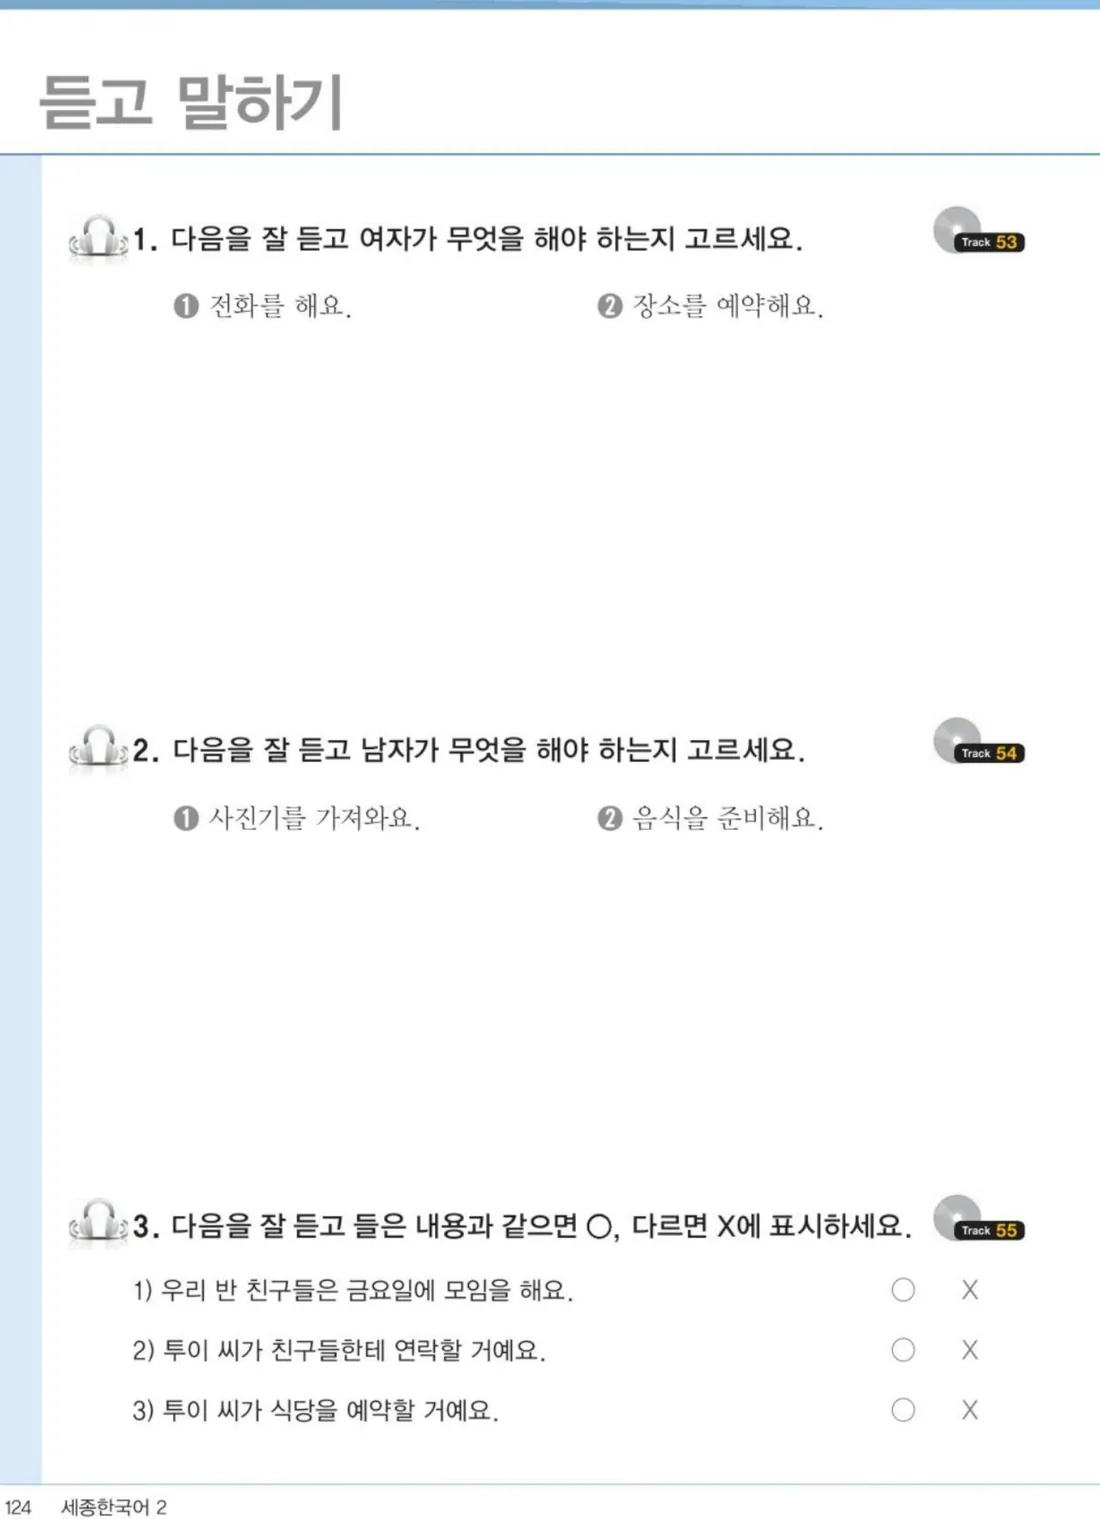 듣고 말하기
1. 다음을 잘 듣고 여자가 무엇을 해야 하는지 고르세요.
Track 53
❶ 전화를 해요. ❷ 장소를 예약해요.
2. 다음을 잘 듣고 남자가 무엇을 해야 하는지 고르세요.
Track 54
❶ 사진기를 가져와요. ❷ 음식을 준비해요.
3. 다음을 잘 듣고 들은 내용과 같으면 ○, 다르면 X에 표시하세요.
Track 55
1) 우리 반 친구들은 금요일에 모임을 해요. ○ X
2) 투이 씨가 친구들한테 연락할 거예요. ○ X
3) 투이 씨가 식당을 예약할 거예요. ○ X
124 세종한국어 2